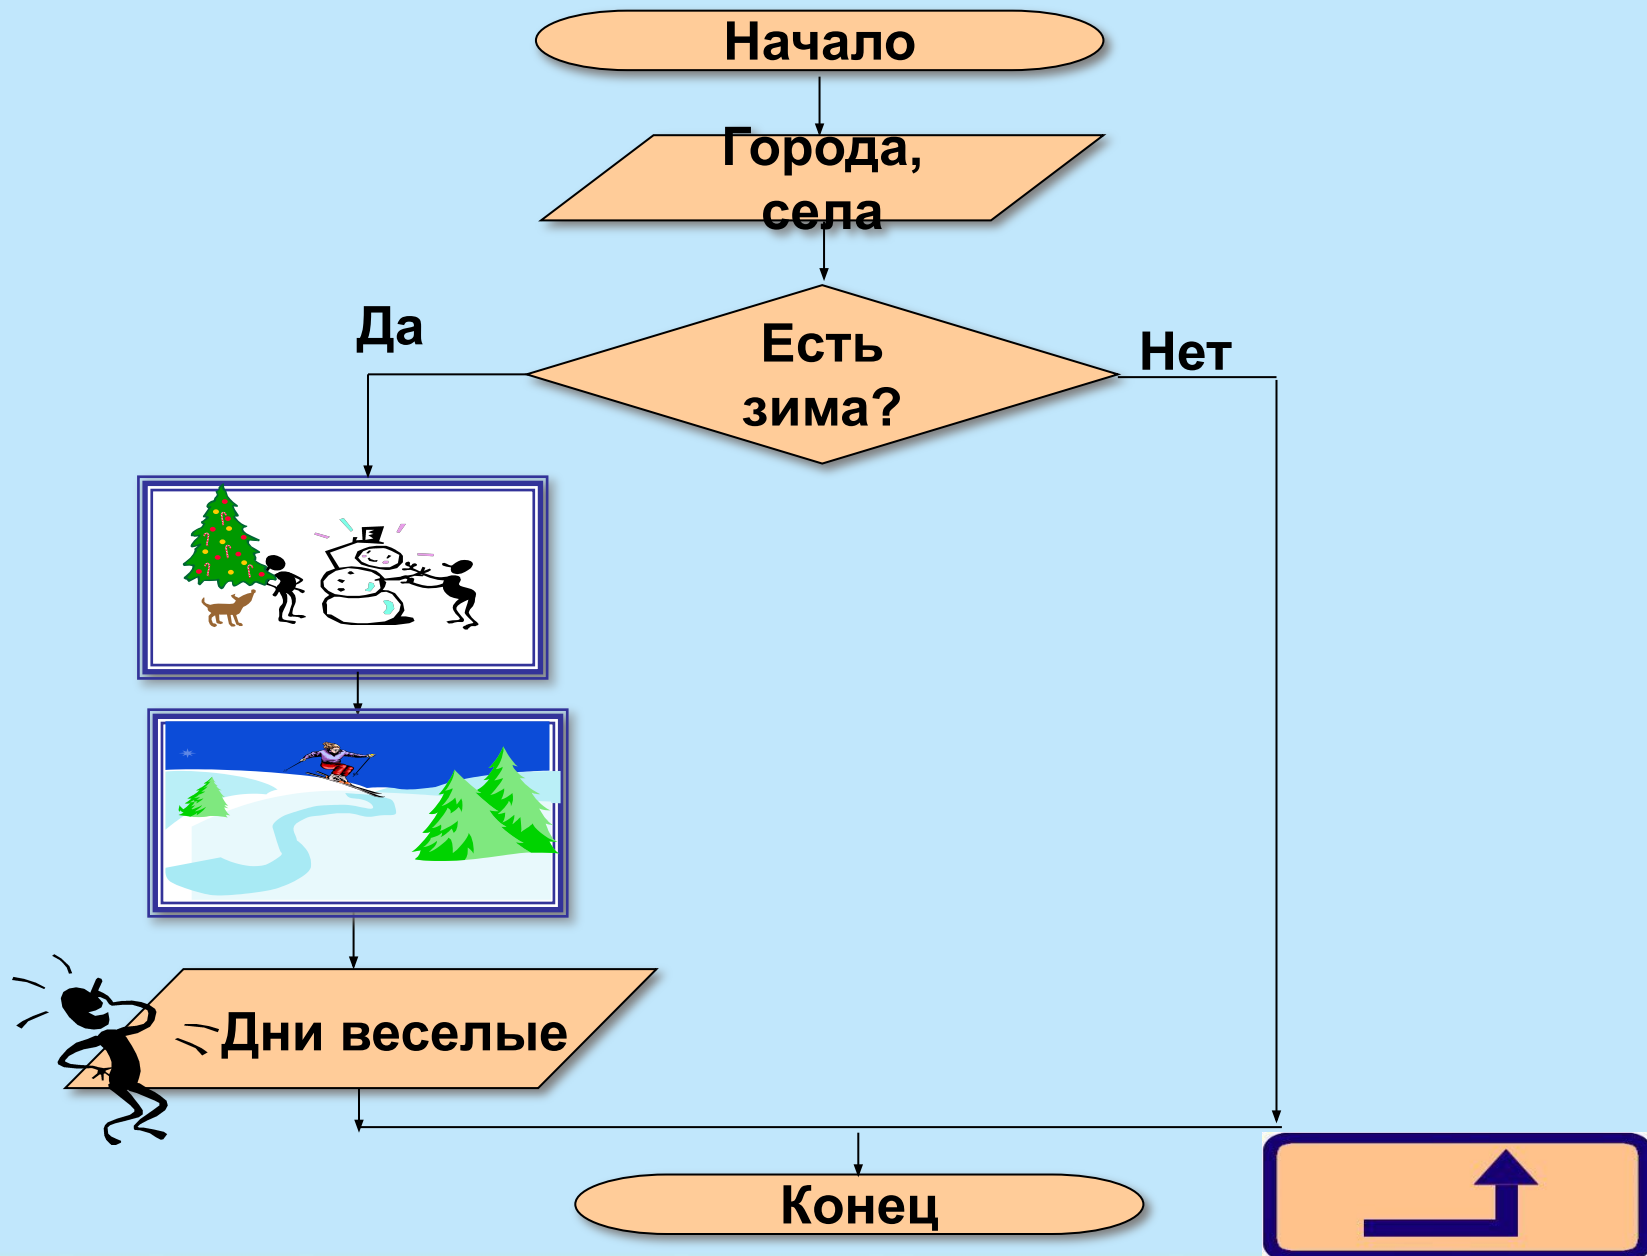 Начало
Города,
села
Да
Есть
зима?
Нет
Дни веселые
Конец